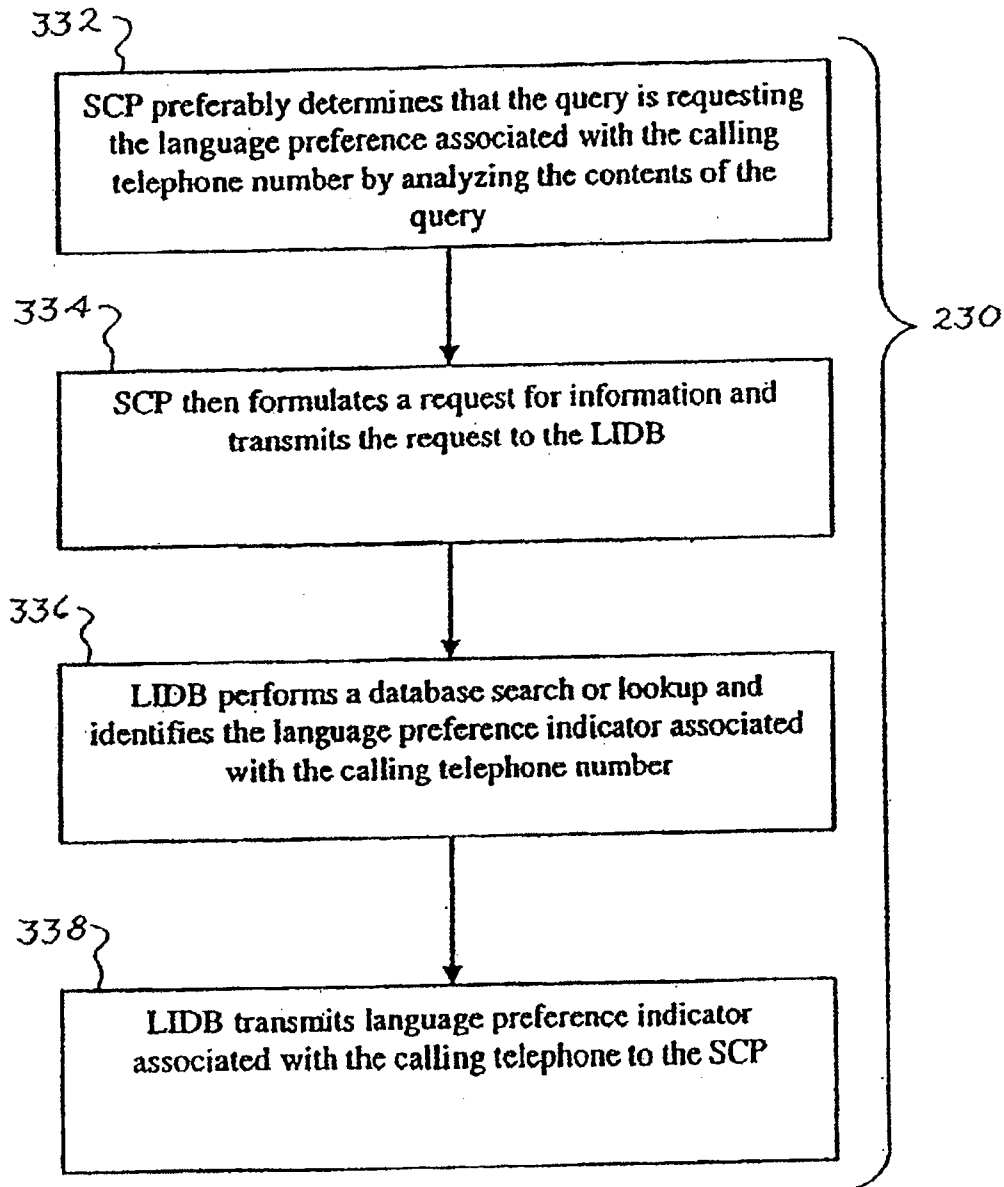 332
SCP preferably determines that the query is requesting
the language preference associated with the calling
telephone number by analyzing the contents of the
query
334
230
SCP then formulates a request for information and
transmits the request to the LIDB
336
LIDB performs a database search or lookup and
identifies the language preference indicator associated
with the calling telephone number
338
LIDB transmits language preference indicator
associated with the calling telephone to the SCP